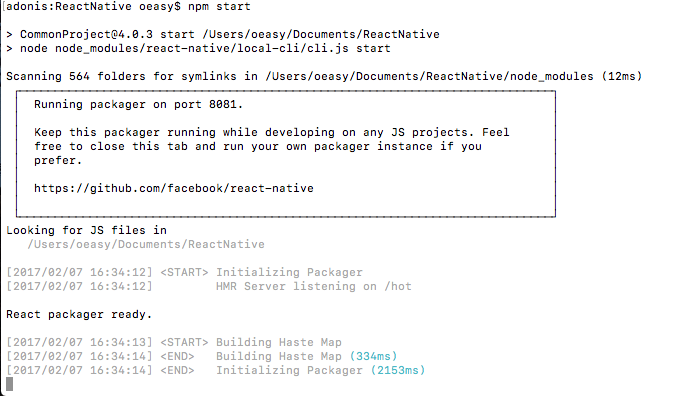 [adonis:ReactNative oeasy$ npm start
> CommonProject@4.0.3 start /Users/oeasy/Documents/ReactNative
> node node_modules/react-native/local-cli/cli.js start
Scanning 564 folders for symlinks in /Users/oeasy/Documents/ReactNative/node_modules (12ms)
Running packager on port 8081.
Keep this packager running while developing on any JS projects. Feel
free to close this tab and run your own packager instance if you
prefer.
https://github.com/facebook/react-native
Looking for JS files in
/Users/oeasy/Documents/ReactNative
[2017/02/07 16:34:12] <START> Initializing Packager
[2017/02/07 16:34:12] HMR Server listening on /hot
React packager ready.
[2017/02/07 16:34:13] <START> Building Haste Map
[2017/02/07 16:34:14] <END> Building Haste Map (334ms)
[2017/02/07 16:34:14] <END> Initializing Packager (2153ms)